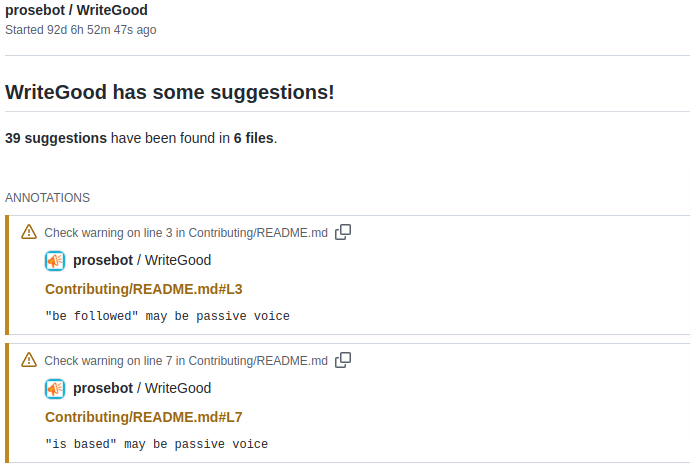 prosebot / WriteGood
Started 92d 6h 52m 47s ago
WriteGood has some suggestions!
39 suggestions have been found in 6 files.
ANNOTATIONS
Check warning on line 3 in Contributing/README.md
prosebot / WriteGood
Contributing/README.md#L3
"be followed" may be passive voice
Check warning on line 7 in Contributing/README.md
prosebot / WriteGood
Contributing/README.md#L7
"is based" may be passive voice